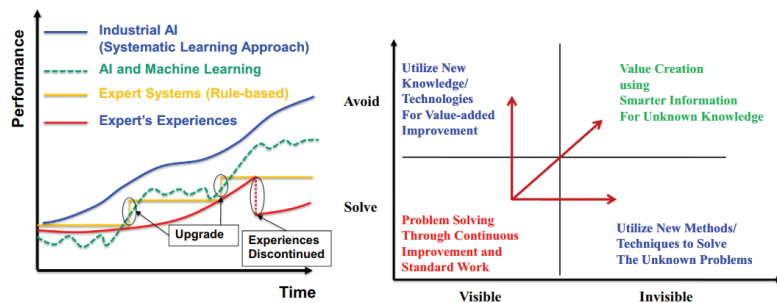 Performance
Industrial AI
(Systematic Learning Approach)
AI and Machine Learning
Expert Systems (Rule-based)
Expert's Experiences
Upgrade
Experiences
Discontinued
Time
Avoid
Solve
Utilize New
Knowledge/
Technologies
For Value-added
Improvement
Value Creation
using
Smarter Information
For Unknown Knowledge
Problem Solving
Through Continuous
Improvement and
Standard Work
Utilize New Methods/
Techniques to Solve
The Unknown Problems
Visible
Invisible